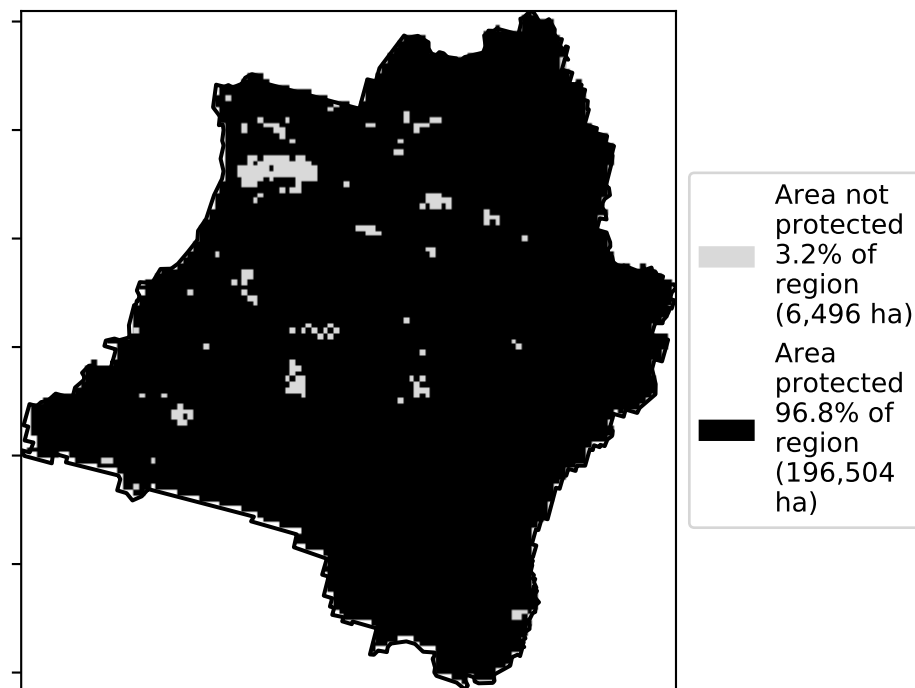 Area not
protected
3.2% of
region
(6,496 ha)
Area
protected
96.8% of
region
(196,504
ha)